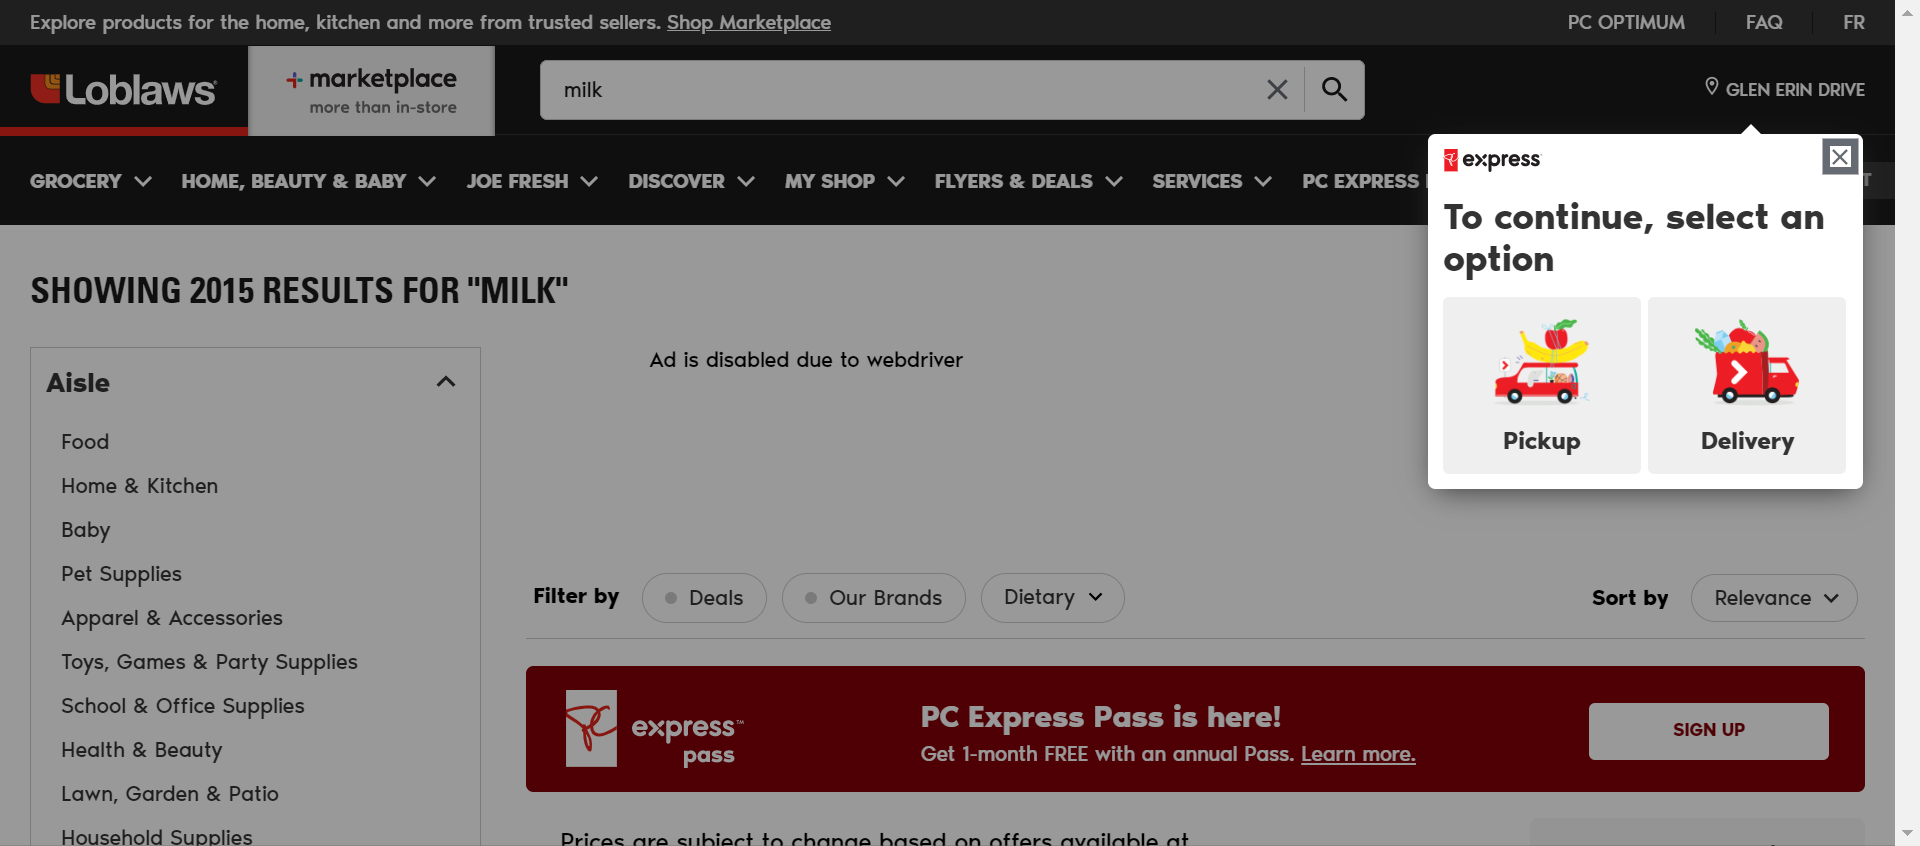 Explore products for the home, kitchen and more from trusted sellers. Shop Marketplace
PC OPTIMUM
FAQ
FR
Loblaws
marketplace
more than in-store
milk
GLEN ERIN DRIVE
GROCERY
HOME, BEAUTY & BABY
JOE FRESH
DISCOVER
MY SHOP
FLYERS & DEALS
SERVICES
PC EXPRESS
express
To continue, select an
option
Pickup
Delivery
SHOWING 2015 RESULTS FOR "MILK"
Aisle
Food
Home & Kitchen
Baby
Pet Supplies
Apparel & Accessories
Toys, Games & Party Supplies
School & Office Supplies
Health & Beauty
Lawn, Garden & Patio
Household Supplies
Ad is disabled due to webdriver
Filter by
Deals
Our Brands
Dietary
Sort by
Relevance
express™
pass
PC Express Pass is here!
Get 1-month FREE with an annual Pass. Learn more.
SIGN UP
Prices are subject to change based on offers available at